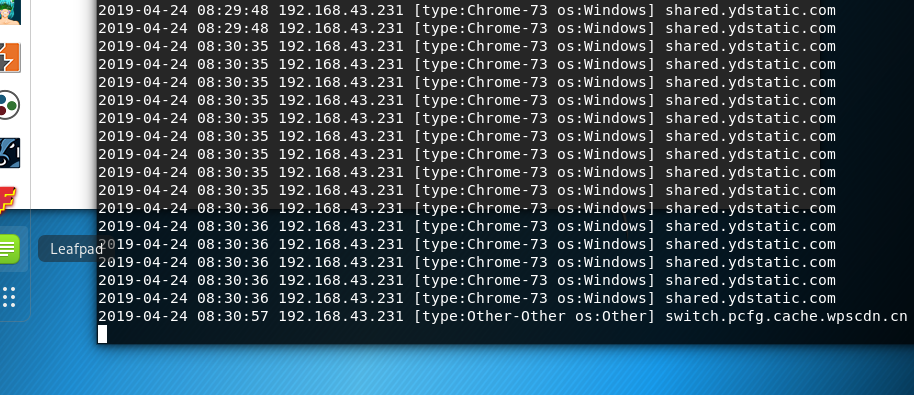 2019-04-24 08:29:48 192.168.43.231 [type:Chrome-73 os:Windows] shared.ydstatic.com
2019-04-24 08:29:48 192.168.43.231 [type:Chrome-73 os:Windows] shared.ydstatic.com
2019-04-24 08:30:35 192.168.43.231 [type:Chrome-73 os:Windows] shared.ydstatic.com
2019-04-24 08:30:35 192.168.43.231 [type:Chrome-73 os:Windows] shared.ydstatic.com
2019-04-24 08:30:35 192.168.43.231 [type:Chrome-73 os:Windows] shared.ydstatic.com
2019-04-24 08:30:35 192.168.43.231 [type:Chrome-73 os:Windows] shared.ydstatic.com
2019-04-24 08:30:35 192.168.43.231 [type:Chrome-73 os:Windows] shared.ydstatic.com
2019-04-24 08:30:35 192.168.43.231 [type:Chrome-73 os:Windows] shared.ydstatic.com
2019-04-24 08:30:35 192.168.43.231 [type:Chrome-73 os:Windows] shared.ydstatic.com
2019-04-24 08:30:35 192.168.43.231 [type:Chrome-73 os:Windows] shared.ydstatic.com
2019-04-24 08:30:35 192.168.43.231 [type:Chrome-73 os:Windows] shared.ydstatic.com
2019-04-24 08:30:36 192.168.43.231 [type:Chrome-73 os:Windows] shared.ydstatic.com
2019-04-24 08:30:36 192.168.43.231 [type:Chrome-73 os:Windows] shared.ydstatic.com
2019-04-24 08:30:36 192.168.43.231 [type:Chrome-73 os:Windows] shared.ydstatic.com
Leafpad
2019-04-24 08:30:36 192.168.43.231 [type:Chrome-73 os:Windows] shared.ydstatic.com
2019-04-24 08:30:36 192.168.43.231 [type:Chrome-73 os:Windows] shared.ydstatic.com
2019-04-24 08:30:36 192.168.43.231 [type:Chrome-73 os:Windows] shared.ydstatic.com
2019-04-24 08:30:57 192.168.43.231 [type:Other-Other os:Other] switch.pcfg.cache.wpscdn.cn